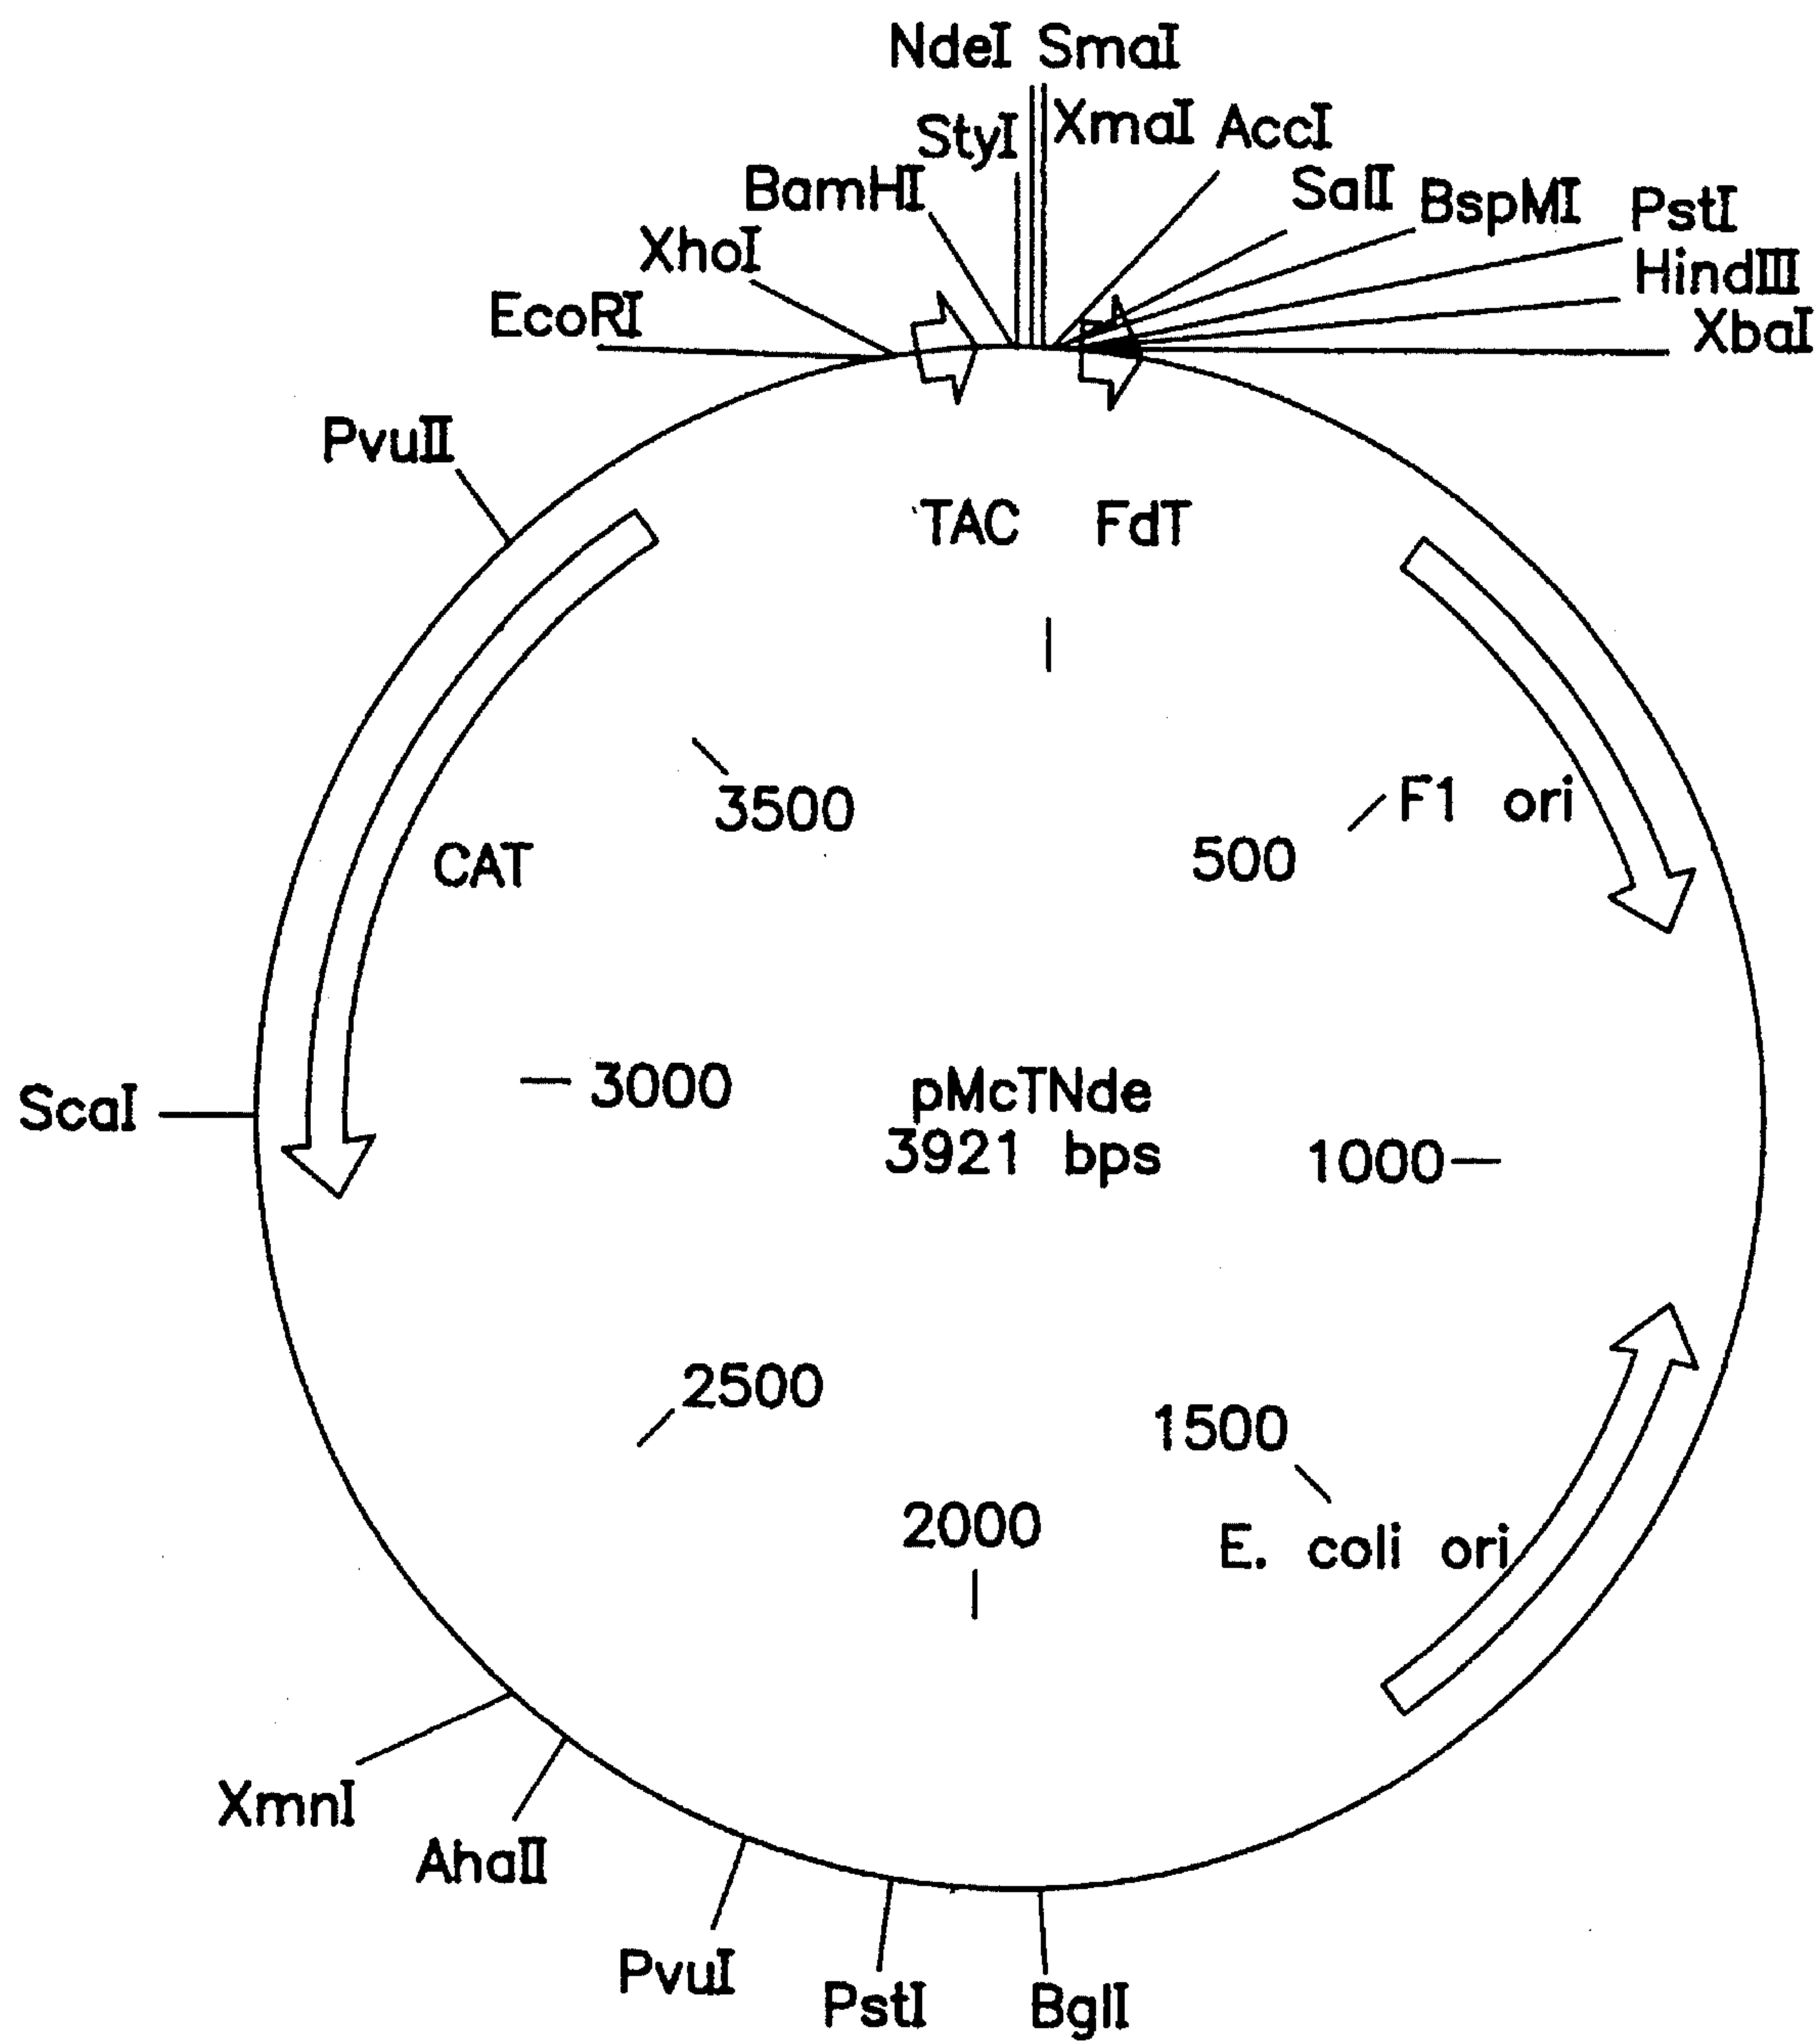 NdeI SmaI
StyI XmaI AccI
BamHI SalI BspMI PstI
XhoI HindIII
EcoRI XbaI
PvuII
TAC FdT
3500 F1 ori
CAT 500
3000 pMcTNde
ScaI 3921 bps 1000
2500 1500
2000 E. coli ori
XmnI
AhaII
PvuI
PstI BglI